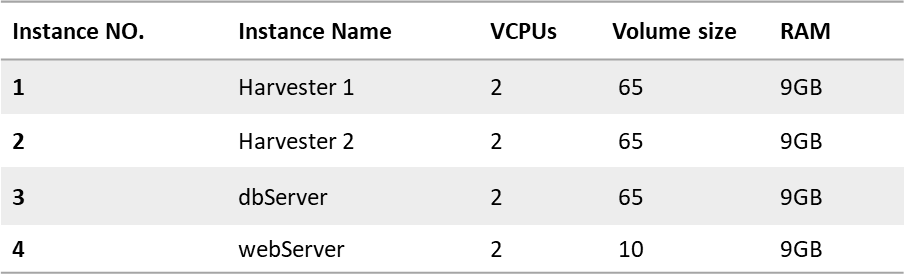 Instance NO. Instance Name VCPUs Volume size RAM
1 Harvester 1 2 65 9GB
2 Harvester 2 2 65 9GB
3 dbServer 2 65 9GB
4 webServer 2 10 9GB